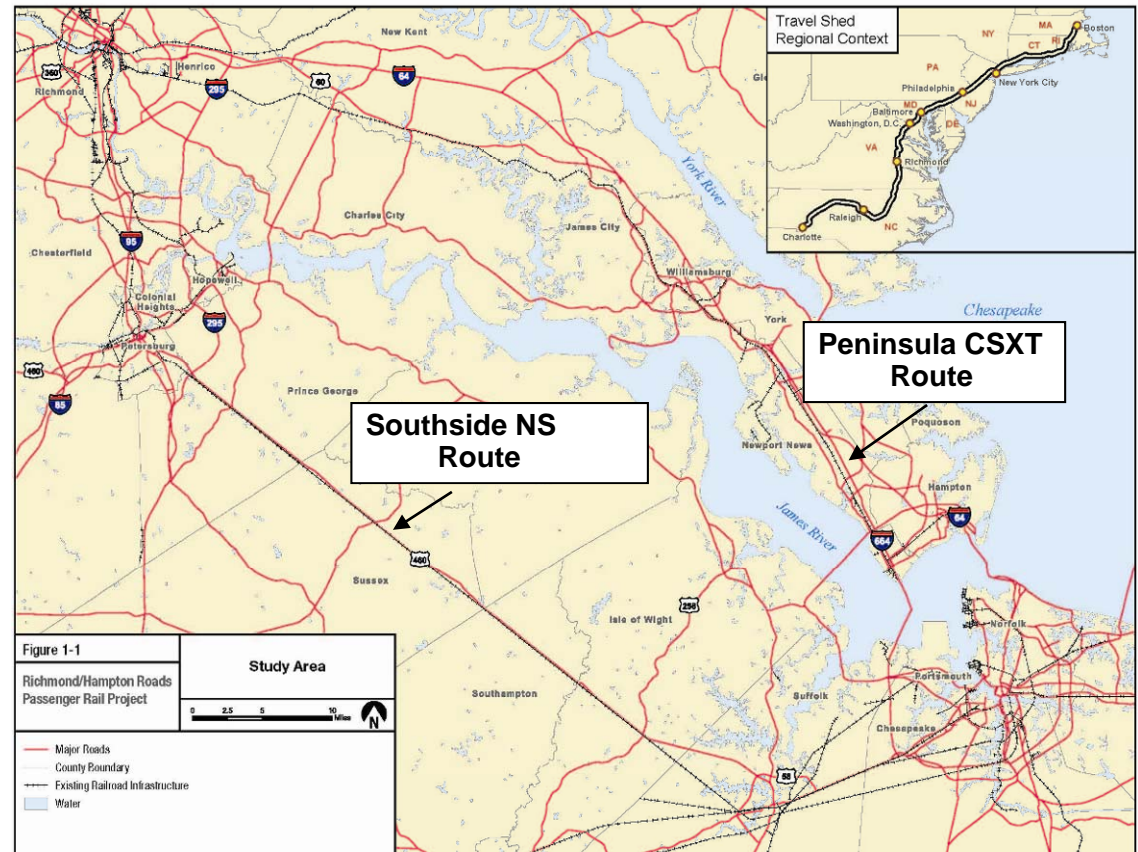 New Kent
Henrico
360
Richmond
295
60
64
Travel Shed
Regional Context
MA
Boston
NY
CT
RI
PA
New York City
Philadelphia
NJ
MD
Baltimore
Washington, D.C.
DE
VA
Richmond
Raleigh
NC
Charlotte
York River
Charles City
James City
Chesterfield
95
Hopewell
Colonial
Heights
295
Petersburg
460
85
Williamsburg
York
Chesapeake
Peninsula CSXT
Route
Prince George
Southside NS
Route
Newport News
Poquoson
Hampton
64
James River
664
460
Sussex
258
Isle of Wight
Norfolk
Portsmouth
Southampton
Suffolk
Chesapeake
58
Figure 1-1
Richmond/Hampton Roads
Passenger Rail Project
Study Area
0 2.5 5 10
Miles
N
Major Roads
County Boundary
Existing Railroad Infrastructure
Water